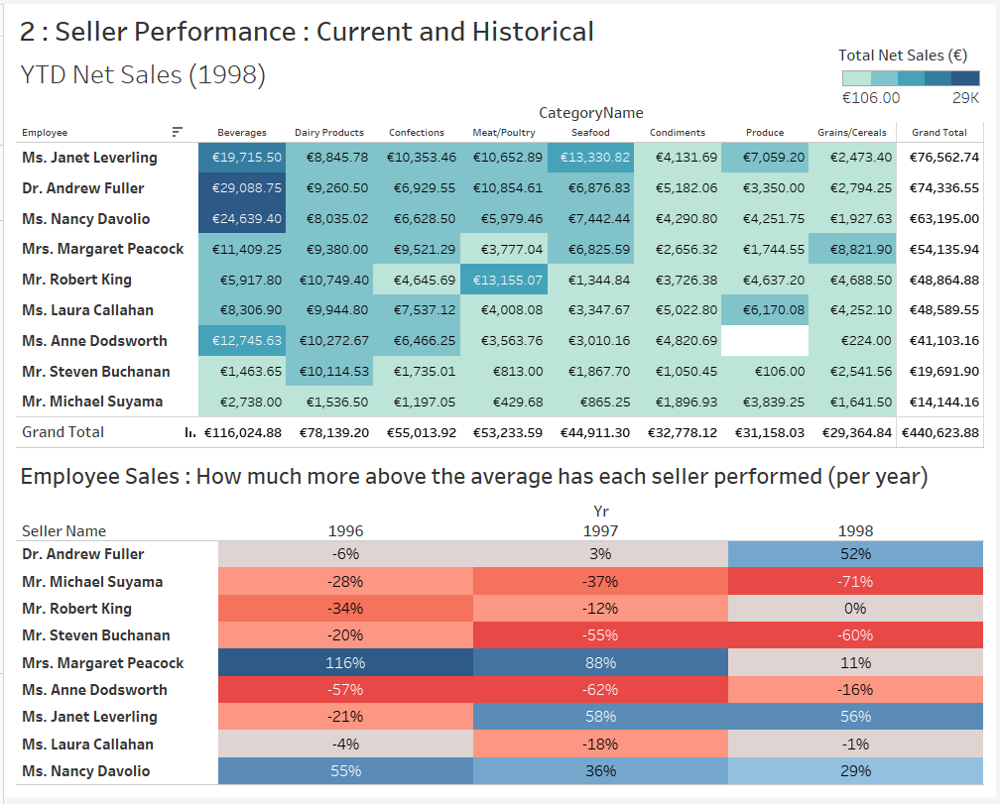 2 : Seller Performance : Current and Historical
YTD Net Sales (1998)
Total Net Sales (€)
€106.00 29K
CategoryName
Employee Beverages Dairy Products Confections Meat/Poultry Seafood Condiments Produce Grains/Cereals Grand Total
Ms. Janet Leverling €19,715.50 €8,845.78 €10,353.46 €10,652.89 €13,330.82 €4,131.69 €7,059.20 €2,473.40 €76,562.74
Dr. Andrew Fuller €29,088.75 €9,260.50 €6,929.55 €10,854.61 €6,876.83 €5,182.06 €3,350.00 €2,794.25 €74,336.55
Ms. Nancy Davolio €24,639.40 €8,035.02 €6,628.50 €5,979.46 €7,442.44 €4,290.80 €4,251.75 €1,927.63 €63,195.00
Mrs. Margaret Peacock €11,409.25 €9,380.00 €9,521.29 €3,777.04 €6,825.59 €2,656.32 €1,744.55 €8,821.90 €54,135.94
Mr. Robert King €5,917.80 €10,749.40 €4,645.69 €13,155.07 €1,344.84 €3,726.38 €4,637.20 €4,688.50 €48,864.88
Ms. Laura Callahan €8,306.90 €9,944.80 €7,537.12 €4,008.08 €3,347.67 €5,022.80 €6,170.08 €4,252.10 €48,589.55
Ms. Anne Dodsworth €12,745.63 €10,272.67 €6,466.25 €3,563.76 €3,010.16 €4,820.69 €224.00 €41,103.16
Mr. Steven Buchanan €1,463.65 €10,114.53 €1,735.01 €813.00 €1,867.70 €1,050.45 €106.00 €2,541.56 €19,691.90
Mr. Michael Suyama €2,738.00 €1,536.50 €1,197.05 €429.68 €865.25 €1,896.93 €3,839.25 €1,641.50 €14,144.16
Grand Total €116,024.88 €78,139.20 €55,013.92 €53,233.59 €44,911.30 €32,778.12 €31,158.03 €29,364.84 €440,623.88
Employee Sales : How much more above the average has each seller performed (per year)
Yr
Seller Name 1996 1997 1998
Dr. Andrew Fuller -6% 3% 52%
Mr. Michael Suyama -28% -37% -71%
Mr. Robert King -34% -12% 0%
Mr. Steven Buchanan -20% -55% -60%
Mrs. Margaret Peacock 116% 88% 11%
Ms. Anne Dodsworth -57% -62% -16%
Ms. Janet Leverling -21% 58% 56%
Ms. Laura Callahan -4% -18% -1%
Ms. Nancy Davolio 55% 36% 29%